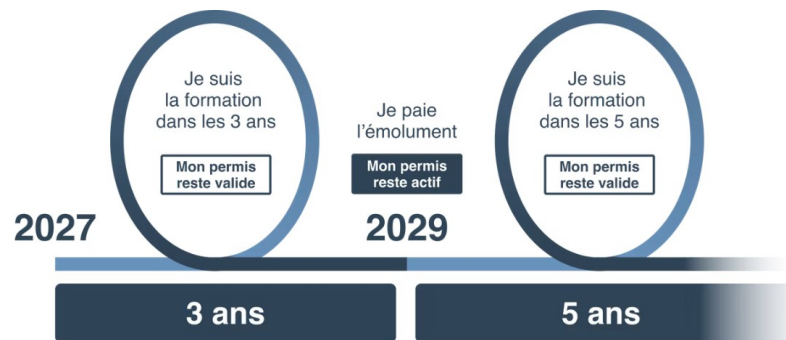 Je suis
la formation
dans les 3 ans
Mon permis
reste valide
Je paie
l'émolument
Mon permis
reste actif
Je suis
la formation
dans les 5 ans
Mon permis
reste valide
2027
2029
3 ans
5 ans